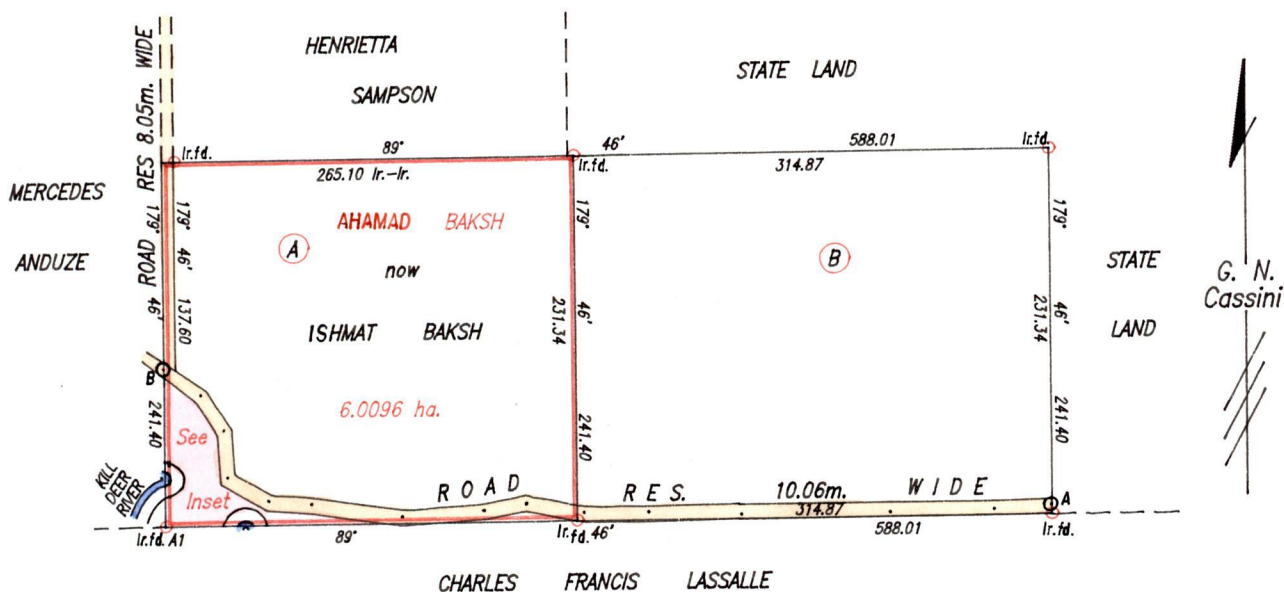 HENRIETTA
SAMPSON
STATE LAND
ROAD RES 8.05m. WIDE
MERCEDES
ANDUZE
Ir.fd.
89°
265.10 Ir.-Ir.
46'
588.01
Ir.fd.
Ir.fd.
314.87
179°
46'
179°
46'
137.60
A
AHAMAD BAKSH
now
ISHMAT BAKSH
6.0096 ha.
179°
46'
231.34
241.40
B
179°
46'
231.34
241.40
STATE
LAND
G. N.
Cassini
B
241.40
See
Inset
KILL
DEER
RIVER
ROAD RES. 10.06m. WIDE
A
314.87
Ir.fd. A1
89°
Ir.fd. 46'
588.01
Ir.fd.
CHARLES FRANCIS LASSALLE